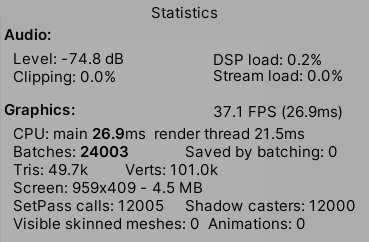 Statistics
Audio:
Level: -74.8 dB DSP load: 0.2%
Clipping: 0.0% Stream load: 0.0%
Graphics: 37.1 FPS (26.9ms)
CPU: main 26.9ms render thread 21.5ms
Batches: 24003 Saved by batching: 0
Tris: 49.7k Verts: 101.0k
Screen: 959x409 - 4.5 MB
SetPass calls: 12005 Shadow casters: 12000
Visible skinned meshes: 0 Animations: 0